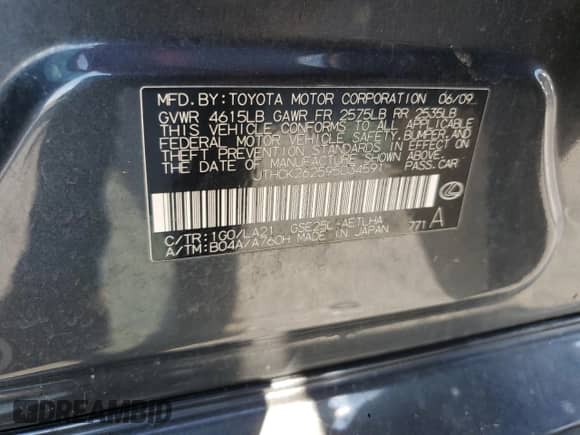 MFD. BY: TOYOTA MOTOR CORPORATION 06/09
GVWR 4615LB GAWR FR 2575LB RR 2535LB
THIS VEHICLE CONFORMS TO ALL APPLICABLE
FEDERAL MOTOR VEHICLE SAFETY, BUMPER, AND
THEFT PREVENTION STANDARDS IN EFFECT ON
THE DATE OF MANUFACTURE SHOWN ABOVE.
JTHCK262595034591 PASS.CAR
C/TR: 1G0/LA21 GSE25L-AETLHA
A/TM: B04A/A760H MADE IN JAPAN 771 A
DREAMBID